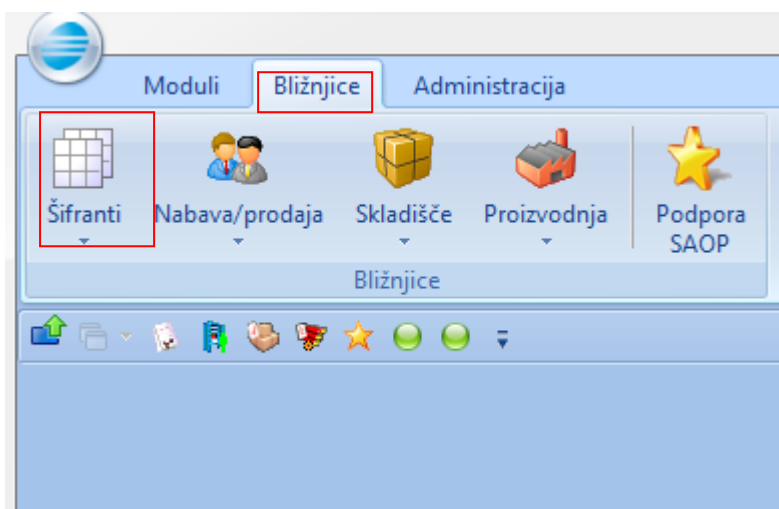 Moduli Bližnjice Administracija
Šifranti Nabava/prodaja Skladišče Proizvodnja Podpora
SAOP
Bližnjice